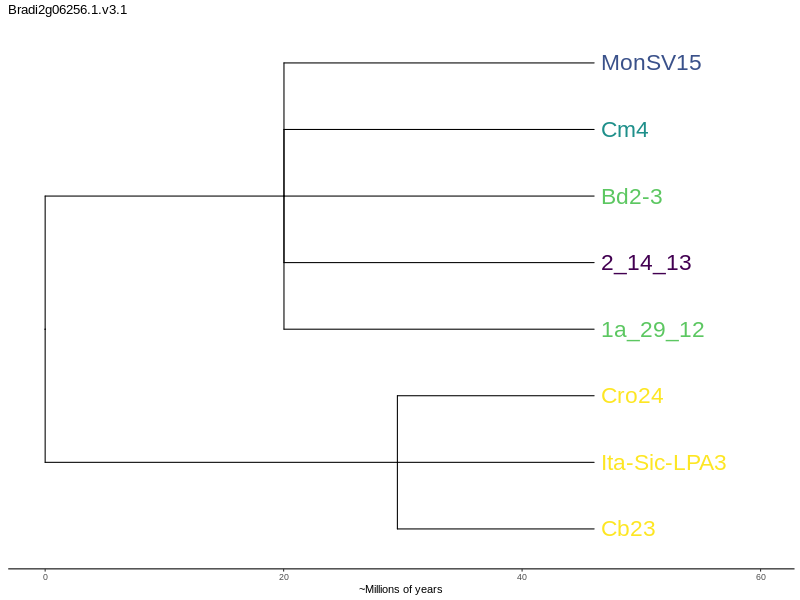 Bradi2g06256.1.v3.1
MonSV15
Cm4
Bd2-3
2_14_13
1a_29_12
Cro24
Ita-Sic-LPA3
Cb23
0 20 40 60
~Millions of years